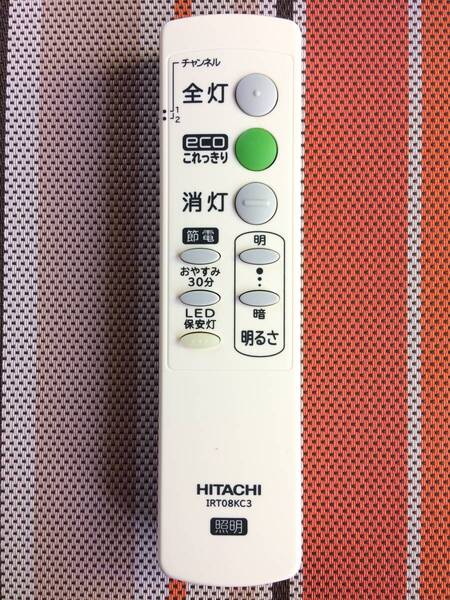 チャンネル
全灯
1
2
eco
これっきり
消灯
節電
明
おやすみ
30分
暗
LED
保安灯
明るさ
HITACHI
IRT08KC3
照明